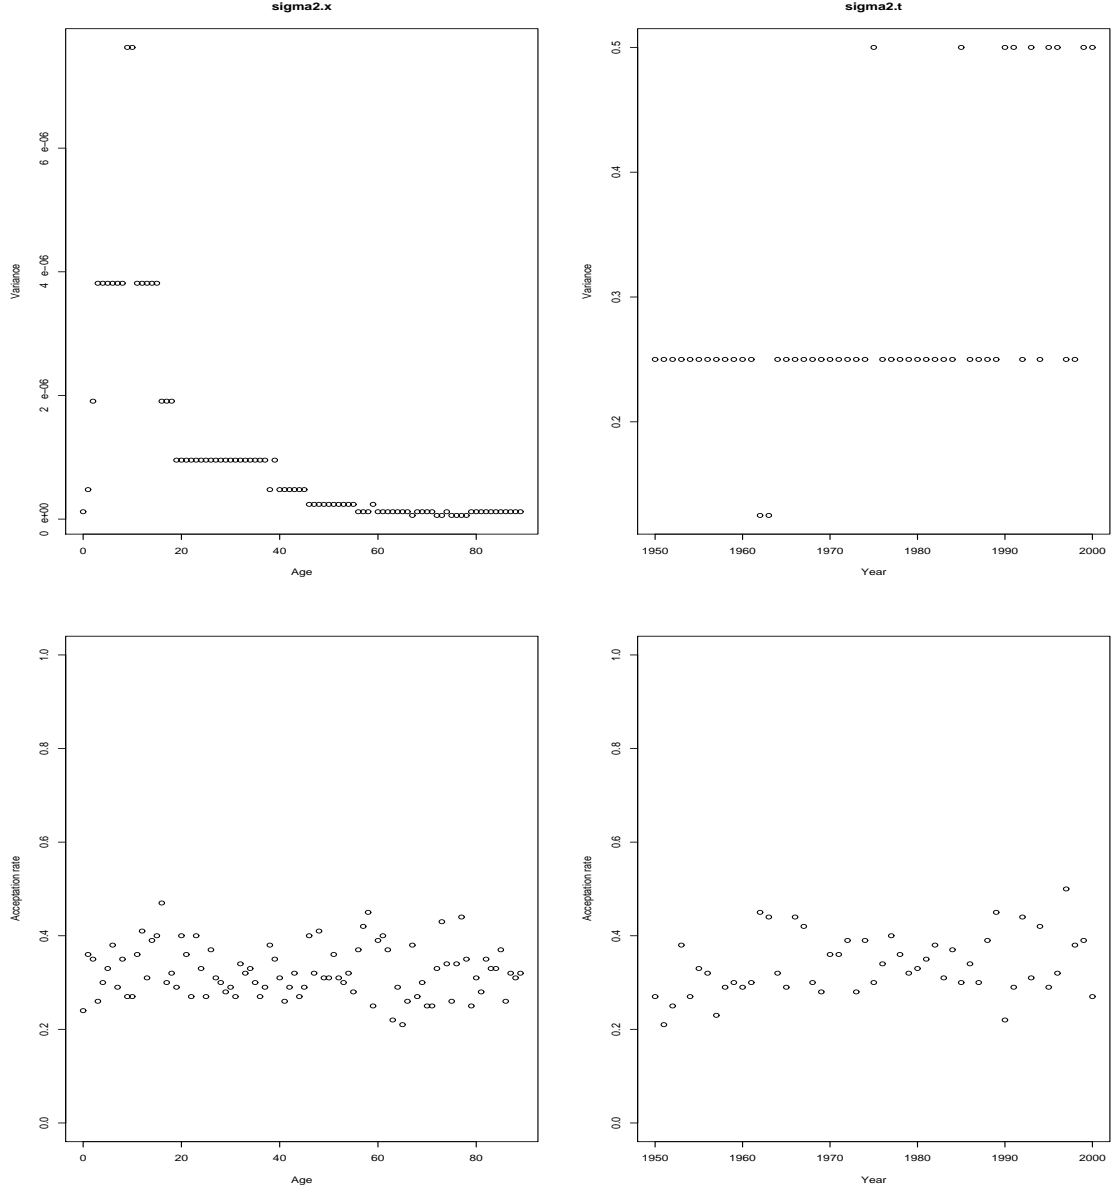 sigma2.x
Variance
0 e+00
2 e-06
4 e-06
6 e-06
0
20
40
60
80
Age
sigma2.t
Variance
0.2
0.3
0.4
0.5
1950
1960
1970
1980
1990
2000
Year
Acceptation rate
0.0
0.2
0.4
0.6
0.8
1.0
0
20
40
60
80
Age
Acceptation rate
0.0
0.2
0.4
0.6
0.8
1.0
1950
1960
1970
1980
1990
2000
Year